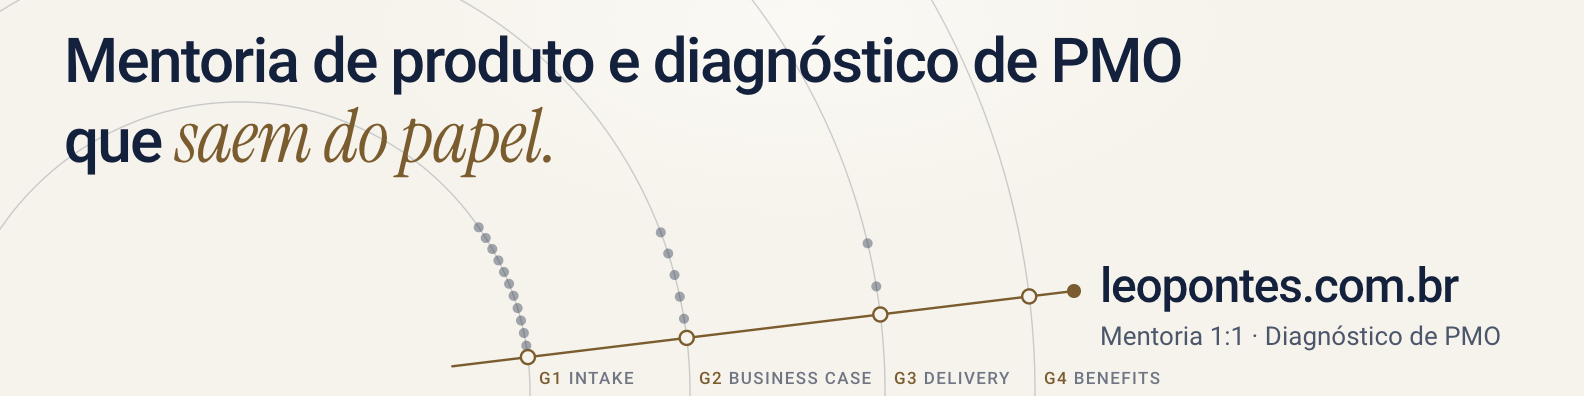 Mentoria de produto e diagnóstico de PMO
que saem do papel.
leopontes.com.br
Mentoria 1:1 · Diagnóstico de PMO
G1 INTAKE
G2 BUSINESS CASE
G3 DELIVERY
G4 BENEFITS